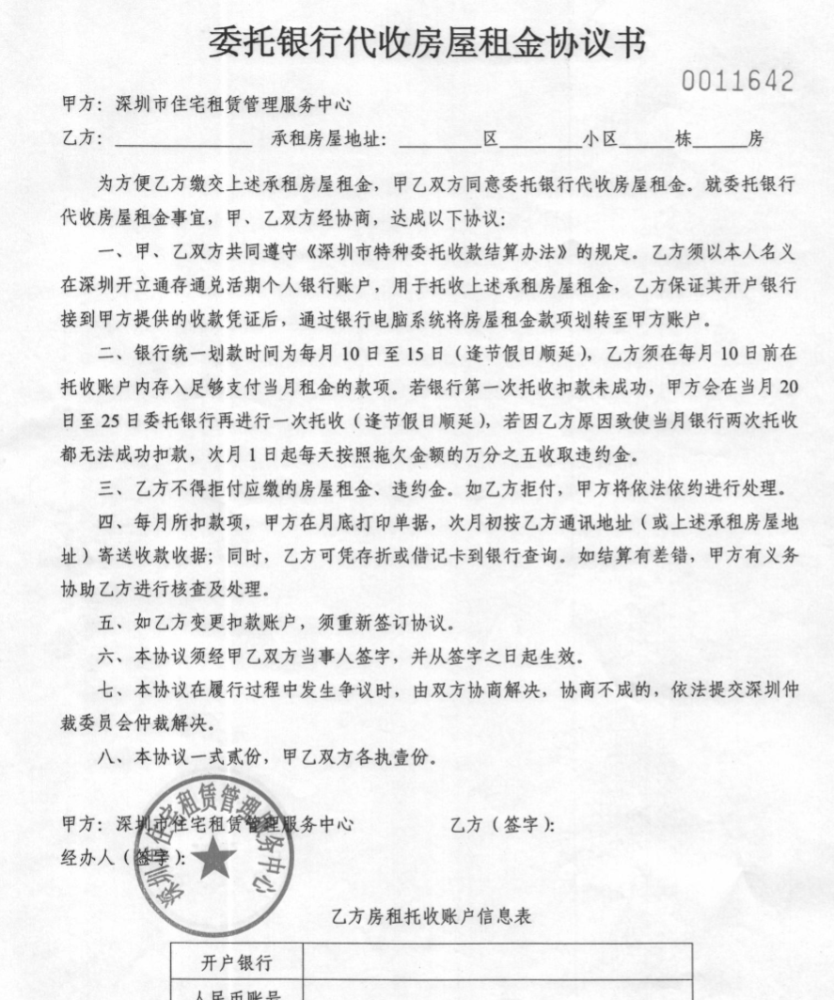 委托银行代收房屋租金协议书
0011642
甲方：深圳市住宅租赁管理服务中心
乙方：______________ 承租房屋地址：________区________小区_____栋_____房
为方便乙方缴交上述承租房屋租金，甲乙双方同意委托银行代收房屋租金。就委托银行
代收房屋租金事宜，甲、乙双方经协商，达成以下协议：
一、甲、乙双方共同遵守《深圳市特种委托收款结算办法》的规定。乙方须以本人名义
在深圳开立通存通兑活期个人银行账户，用于托收上述承租房屋租金，乙方保证其开户银行
接到甲方提供的收款凭证后，通过银行电脑系统将房屋租金款项划转至甲方账户。
二、银行统一划款时间为每月10日至15日（逢节假日顺延），乙方须在每月10日前在
托收账户内存入足够支付当月租金的款项。若银行第一次托收扣款未成功，甲方会在当月20
日至25日委托银行再进行一次托收（逢节假日顺延），若因乙方原因致使当月银行两次托收
都无法成功扣款，次月1日起每天按照拖欠金额的万分之五收取违约金。
三、乙方不得拒付应缴的房屋租金、违约金。如乙方拒付，甲方将依法依约进行处理。
四、每月所扣款项，甲方在月底打印单据，次月初按乙方通讯地址（或上述承租房屋地
址）寄送收款收据；同时，乙方可凭存折或借记卡到银行查询。如结算有差错，甲方有义务
协助乙方进行核查及处理。
五、如乙方变更扣款账户，须重新签订协议。
六、本协议须经甲乙双方当事人签字，并从签字之日起生效。
七、本协议在履行过程中发生争议时，由双方协商解决，协商不成的，依法提交深圳仲
裁委员会仲裁解决。
八、本协议一式贰份，甲乙双方各执壹份。
甲方：深圳市住宅租赁管理服务中心 乙方（签字）：
经办人（签字）：
深圳市住宅租赁管理服务中心
乙方房租托收账户信息表
开户银行
人民币账号